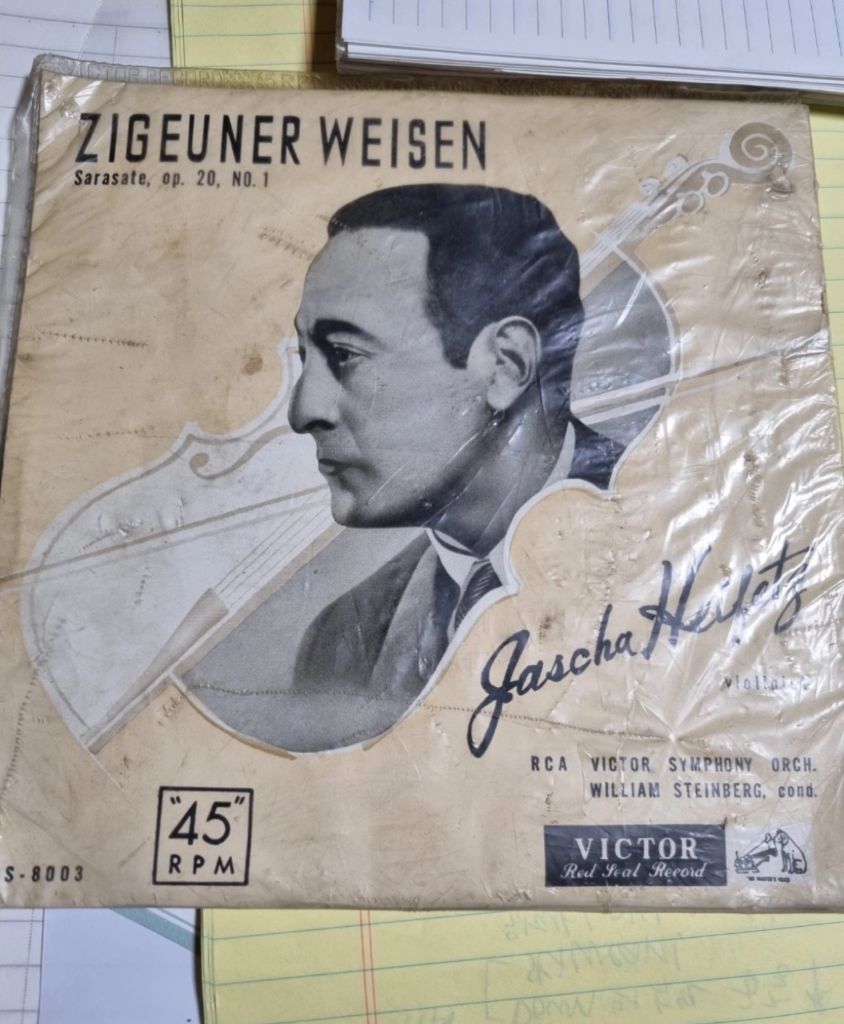 ZIGEUNER WEISEN
Sarasate, op. 20, NO. 1
Jascha Heifetz
violinist
RCA VICTOR SYMPHONY ORCH.
WILLIAM STEINBERG, cond.
"45"
RPM
VICTOR
Red Seal Record
S-8003